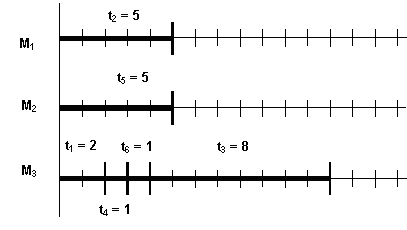 t₂ = 5
M₁
t₅ = 5
M₂
t₁ = 2 t₆ = 1 t₃ = 8
M₃
t₄ = 1